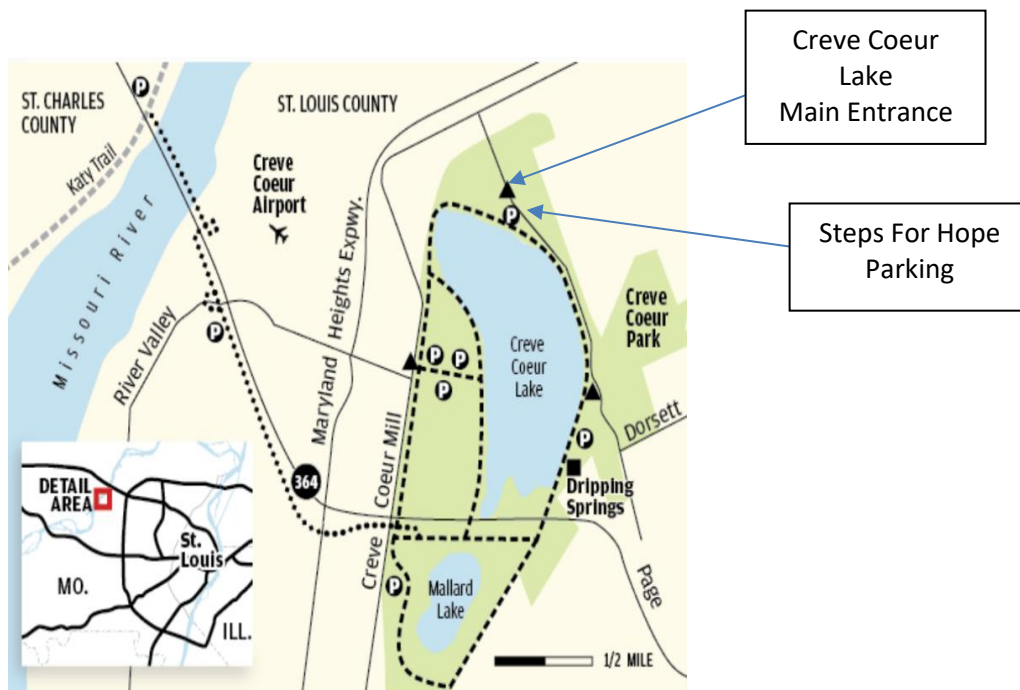 Creve Coeur
Lake
Main Entrance
Steps For Hope
Parking
P
ST. CHARLES
COUNTY
ST. LOUIS COUNTY
Katy Trail
Missouri River
Creve
Coeur
Airport
Maryland Heights Expwy.
P
Creve
Coeur
Park
Creve
Coeur
Lake
River Valley
P
P P
P
Creve Coeur Mill
P
Dorsett
Dripping
Springs
364
Page
P
Mallard
Lake
1/2 MILE
DETAIL
AREA
St.
Louis
MO.
ILL.